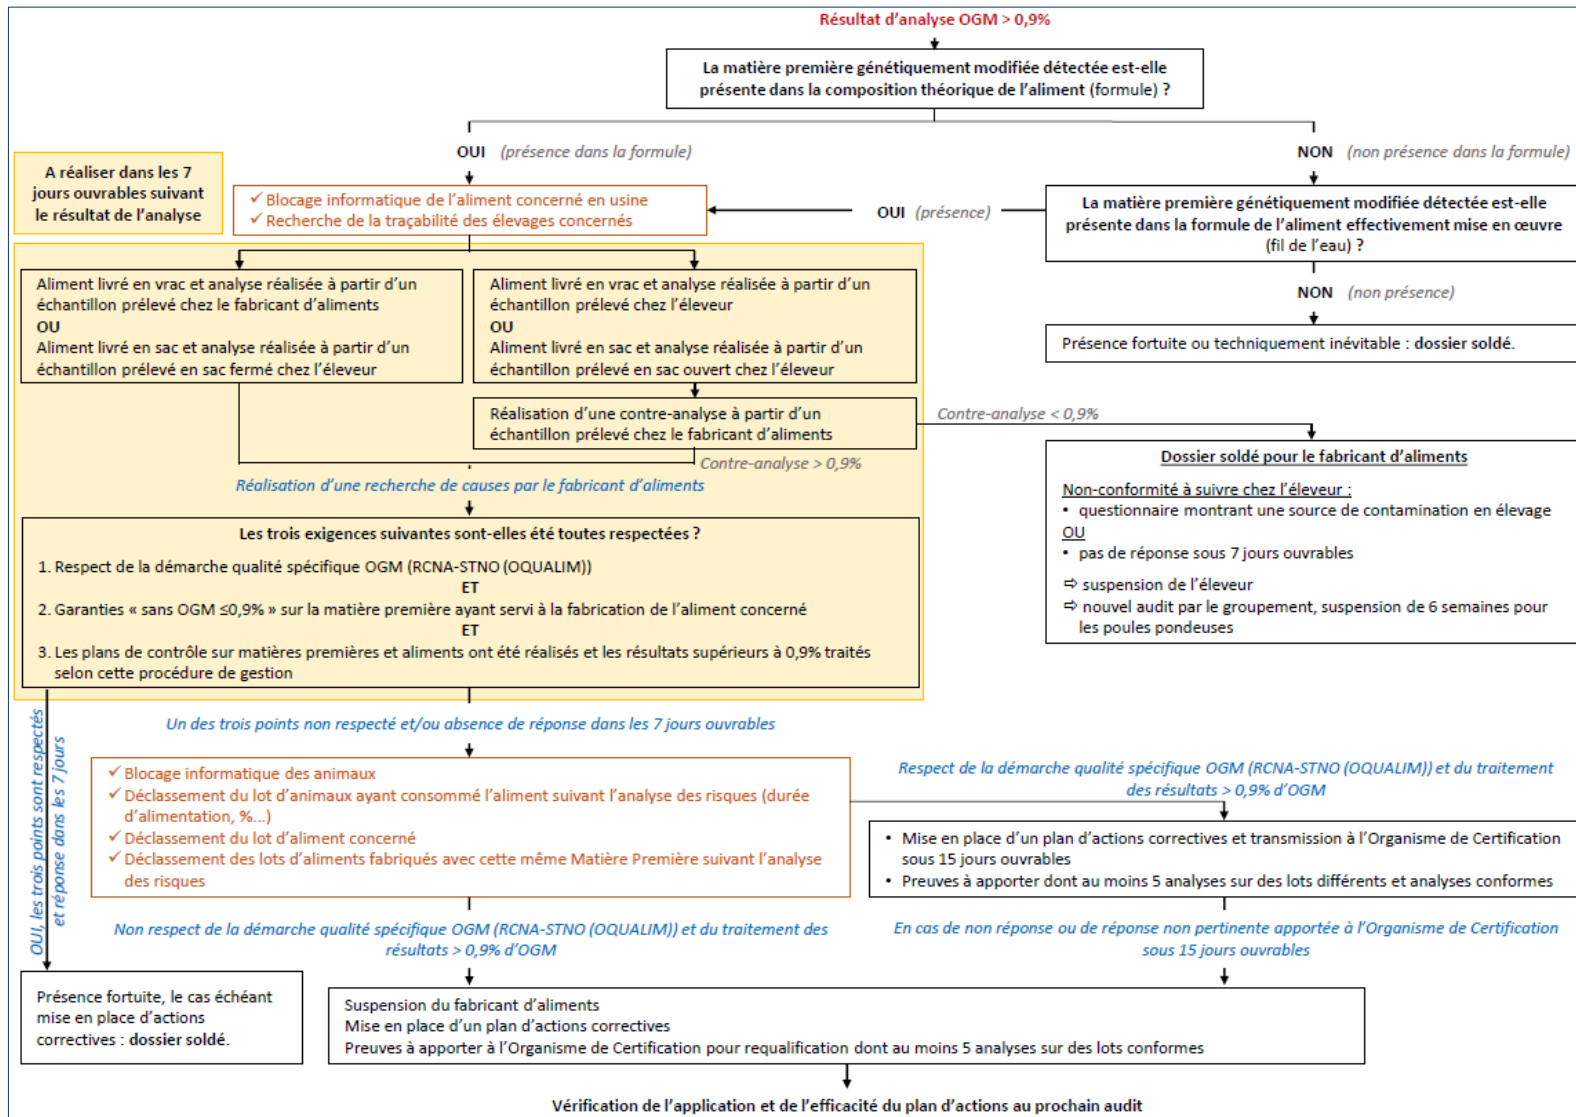 Résultat d'analyse OGM > 0,9%
La matière première génétiquement modifiée détectée est-elle
présente dans la composition théorique de l'aliment (formule) ?
OUI (présence dans la formule)
NON (non présence dans la formule)
A réaliser dans les 7
jours ouvrables suivant
le résultat de l'analyse
✓ Blocage informatique de l'aliment concerné en usine
✓ Recherche de la traçabilité des élevages concernés
OUI (présence)
La matière première génétiquement modifiée détectée est-elle
présente dans la formule de l'aliment effectivement mise en œuvre
(fil de l'eau) ?
NON (non présence)
Présence fortuite ou techniquement inévitable : dossier soldé.
Aliment livré en vrac et analyse réalisée à partir d'un
échantillon prélevé chez le fabricant d'aliments
OU
Aliment livré en sac et analyse réalisée à partir d'un
échantillon prélevé en sac fermé chez l'éleveur
Aliment livré en vrac et analyse réalisée à partir d'un
échantillon prélevé chez l'éleveur
OU
Aliment livré en sac et analyse réalisée à partir d'un
échantillon prélevé en sac ouvert chez l'éleveur
Réalisation d'une contre-analyse à partir d'un
échantillon prélevé chez le fabricant d'aliments
Contre-analyse < 0,9%
Contre-analyse > 0,9%
Dossier soldé pour le fabricant d'aliments
Non-conformité à suivre chez l'éleveur :
• questionnaire montrant une source de contamination en élevage
OU
• pas de réponse sous 7 jours ouvrables
⇨ suspension de l'éleveur
⇨ nouvel audit par le groupement, suspension de 6 semaines pour
les poules pondeuses
Réalisation d'une recherche de causes par le fabricant d'aliments
Les trois exigences suivantes sont-elles été toutes respectées ?
1. Respect de la démarche qualité spécifique OGM (RCNA-STNO (OQUALIM))
ET
2. Garanties « sans OGM ≤0,9% » sur la matière première ayant servi à la fabrication de l'aliment concerné
ET
3. Les plans de contrôle sur matières premières et aliments ont été réalisés et les résultats supérieurs à 0,9% traités
selon cette procédure de gestion
OUI, les trois points sont respectés
et réponse dans les 7 jours
Un des trois points non respecté et/ou absence de réponse dans les 7 jours ouvrables
✓ Blocage informatique des animaux
✓ Déclassement du lot d'animaux ayant consommé l'aliment suivant l'analyse des risques (durée
d'alimentation, %...)
✓ Déclassement du lot d'aliment concerné
✓ Déclassement des lots d'aliments fabriqués avec cette même Matière Première suivant l'analyse
des risques
Respect de la démarche qualité spécifique OGM (RCNA-STNO (OQUALIM)) et du traitement
des résultats > 0,9% d'OGM
• Mise en place d'un plan d'actions correctives et transmission à l'Organisme de Certification
sous 15 jours ouvrables
• Preuves à apporter dont au moins 5 analyses sur des lots différents et analyses conformes
Non respect de la démarche qualité spécifique OGM (RCNA-STNO (OQUALIM)) et du traitement des
résultats > 0,9% d'OGM
En cas de non réponse ou de réponse non pertinente apportée à l'Organisme de Certification
sous 15 jours ouvrables
Présence fortuite, le cas échéant
mise en place d'actions
correctives : dossier soldé.
Suspension du fabricant d'aliments
Mise en place d'un plan d'actions correctives
Preuves à apporter à l'Organisme de Certification pour requalification dont au moins 5 analyses sur des lots conformes
Vérification de l'application et de l'efficacité du plan d'actions au prochain audit